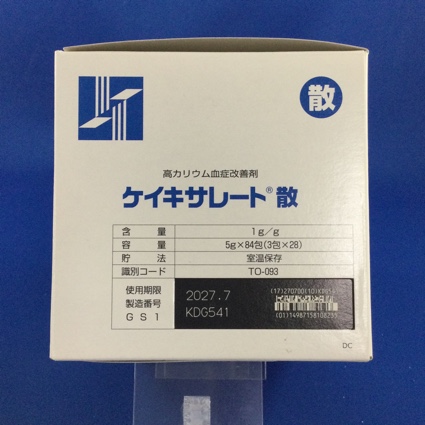 散
高カリウム血症改善剤
ケイキサレート®散
含量 1g/g
容量 5g×84包(3包×28)
貯法 室温保存
識別コード TO-093
使用期限 2027.7
製造番号 KDG541
GS1
(01)14987158102295
DC